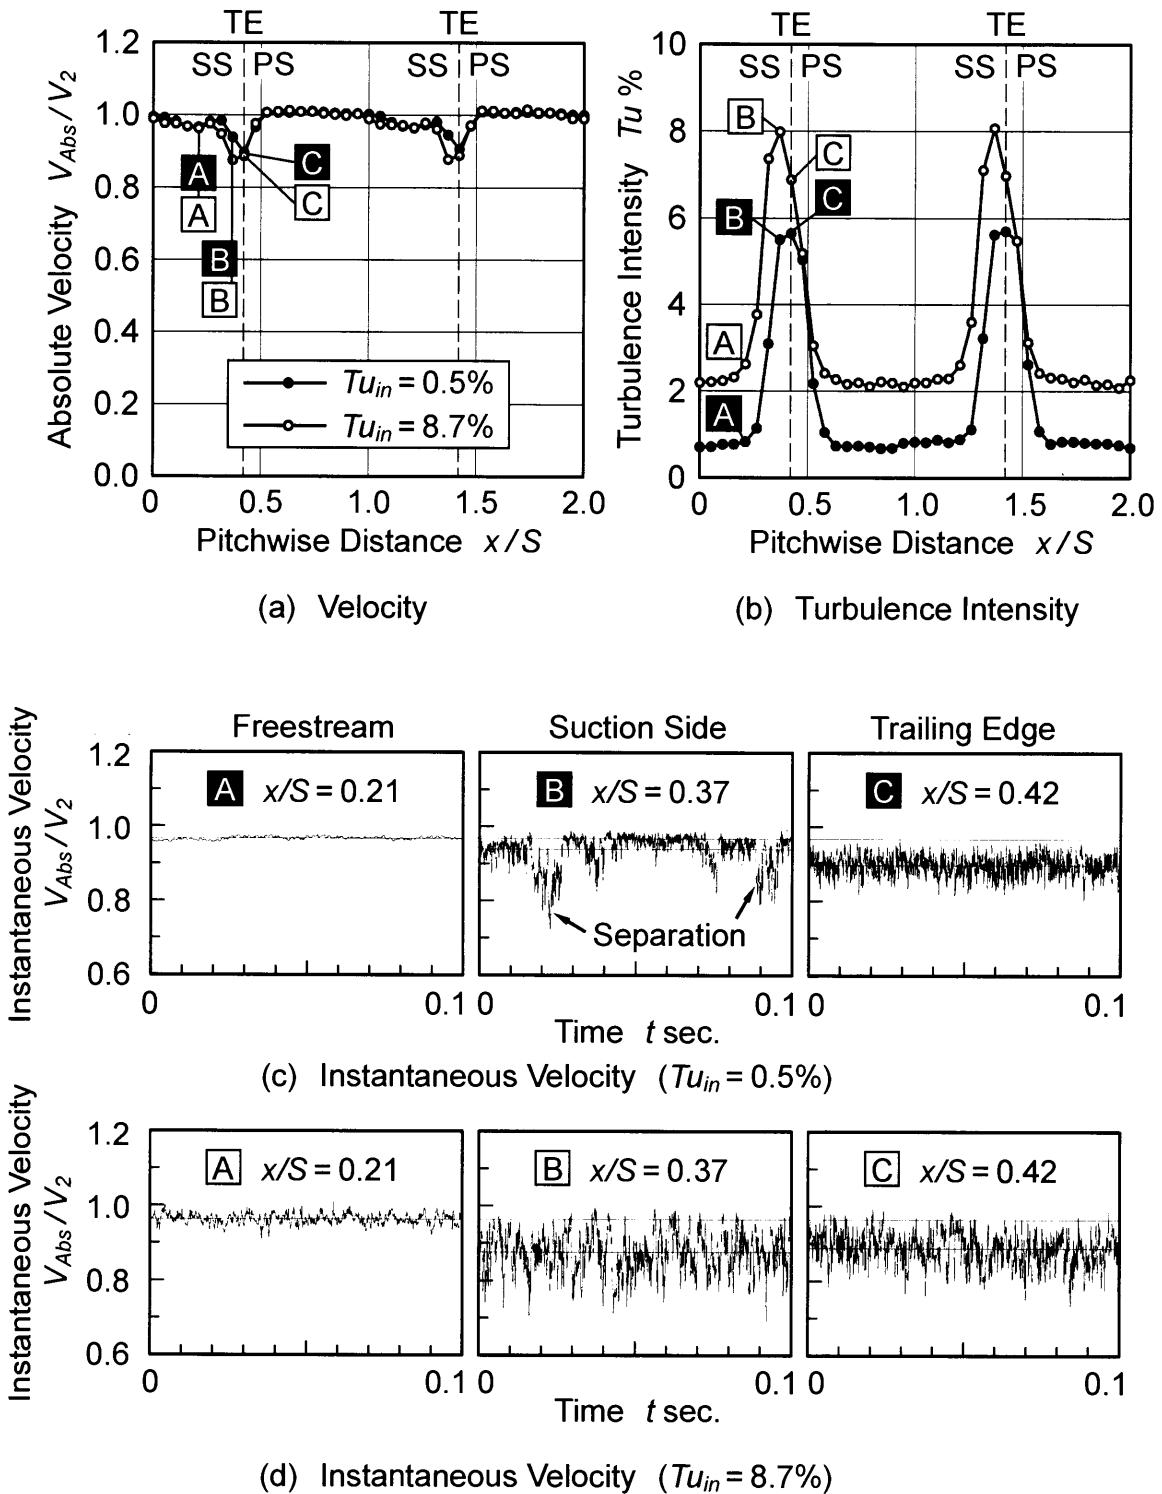 TE
TE
SS PS
SS PS
1.2
1.0
0.8
0.6
0.4
0.2
0.0
Absolute Velocity V_Abs/V_2
A
A
B
B
C
C
Tu_in = 0.5%
Tu_in = 8.7%
0 0.5 1.0 1.5 2.0
Pitchwise Distance x/S
(a) Velocity
TE
TE
SS PS
SS PS
10
8
6
4
2
0
Turbulence Intensity Tu %
B
C
B
C
A
A
0 0.5 1.0 1.5 2.0
Pitchwise Distance x/S
(b) Turbulence Intensity
Freestream
Suction Side
Trailing Edge
Instantaneous Velocity
V_Abs/V_2
1.2
1.0
0.8
0.6
A x/S = 0.21
B x/S = 0.37
C x/S = 0.42
Separation
0 0.1 0 0.1 0 0.1
Time t sec.
(c) Instantaneous Velocity (Tu_in = 0.5%)
Instantaneous Velocity
V_Abs/V_2
1.2
1.0
0.8
0.6
A x/S = 0.21
B x/S = 0.37
C x/S = 0.42
0 0.1 0 0.1 0 0.1
Time t sec.
(d) Instantaneous Velocity (Tu_in = 8.7%)